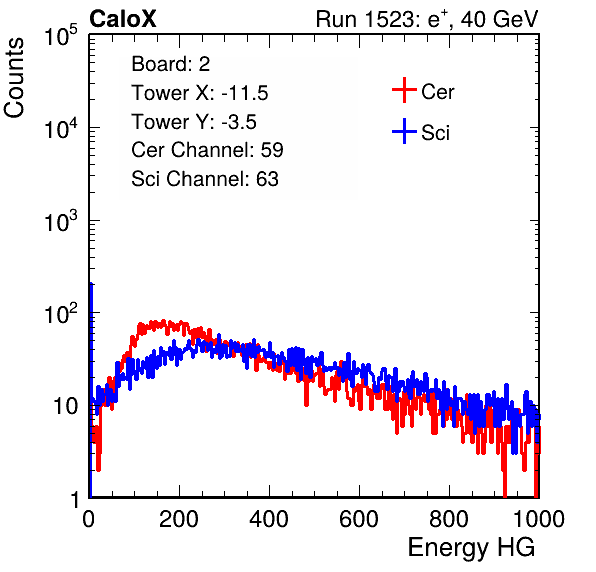 CaloX Run 1523: e⁺, 40 GeV
Counts
10⁵
10⁴
10³
10²
10
1
Board: 2
Tower X: -11.5
Tower Y: -3.5
Cer Channel: 59
Sci Channel: 63
Cer
Sci
0 200 400 600 800 1000
Energy HG